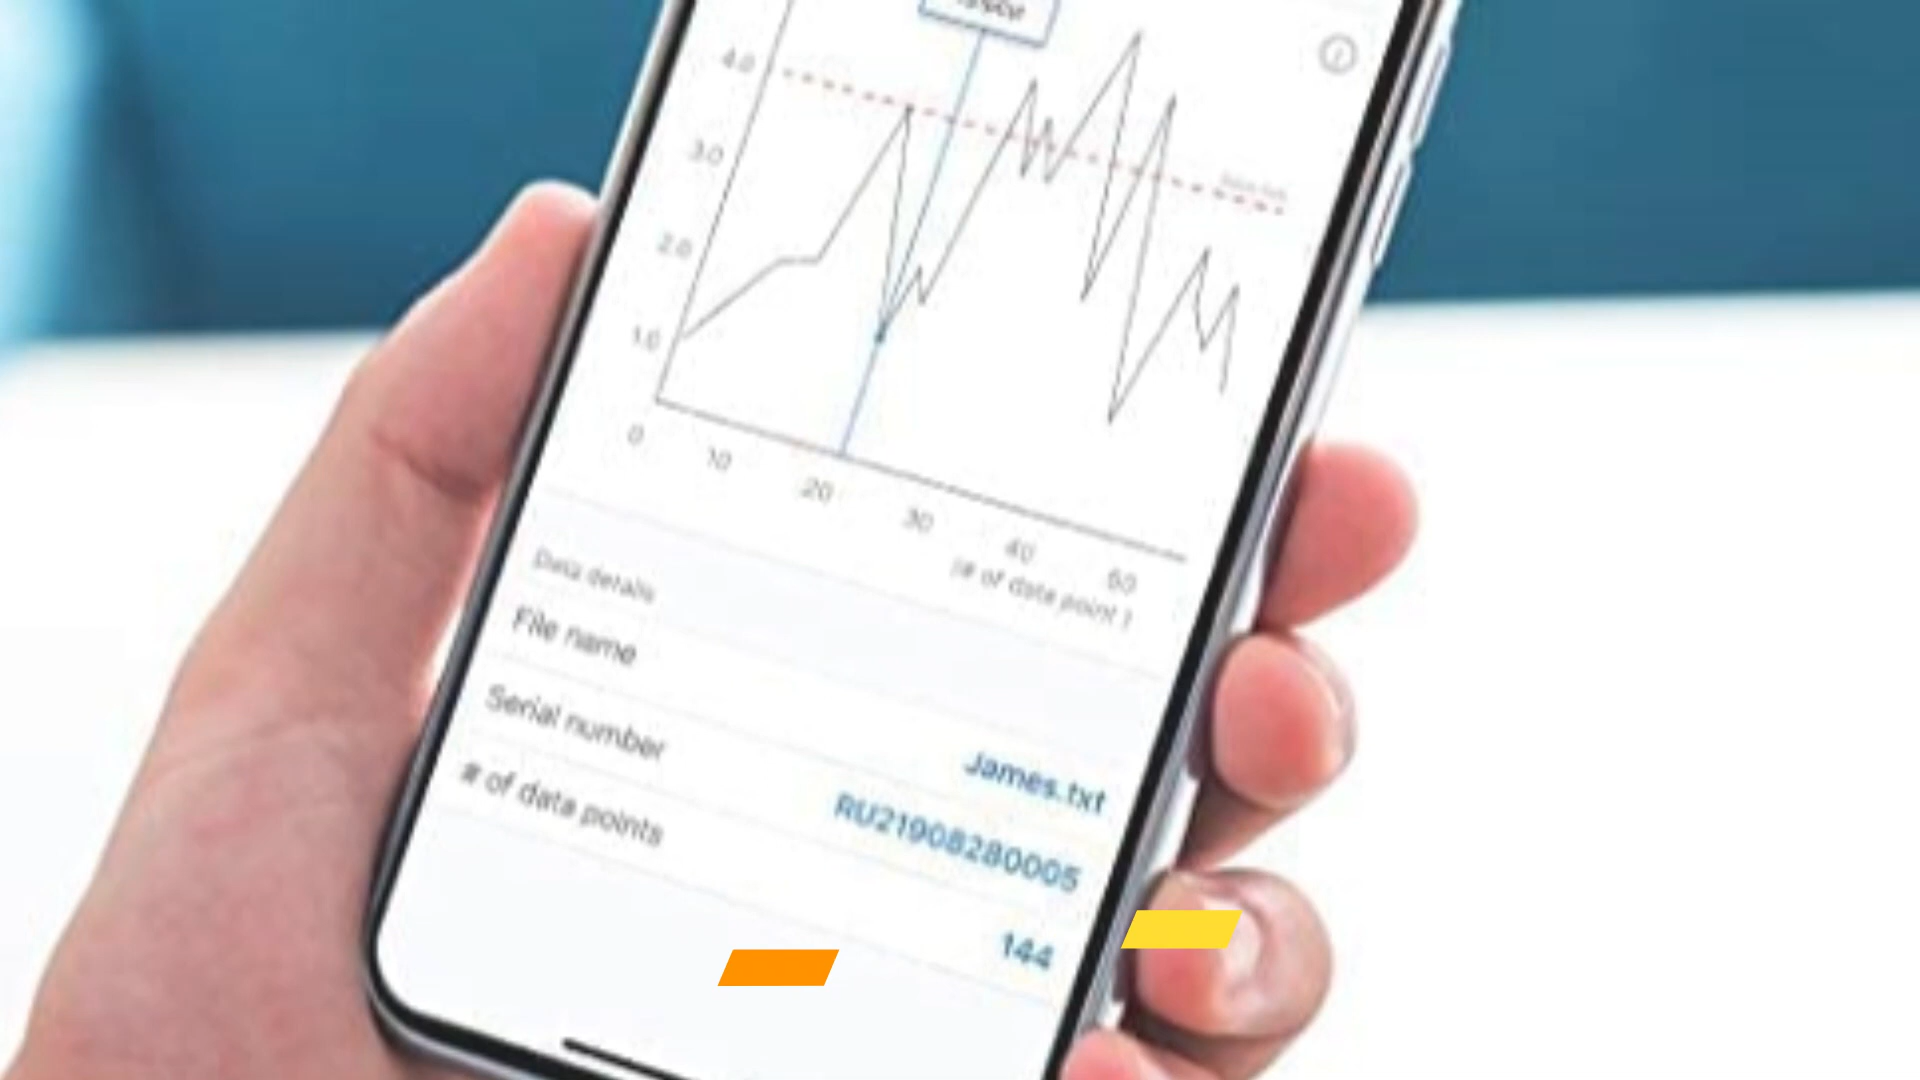 4.0
3.0
2.0
1.0
0 10 20 30 40
(# of data point )
Data details
File name James.txt
Serial number RU21908280005
# of data points 144